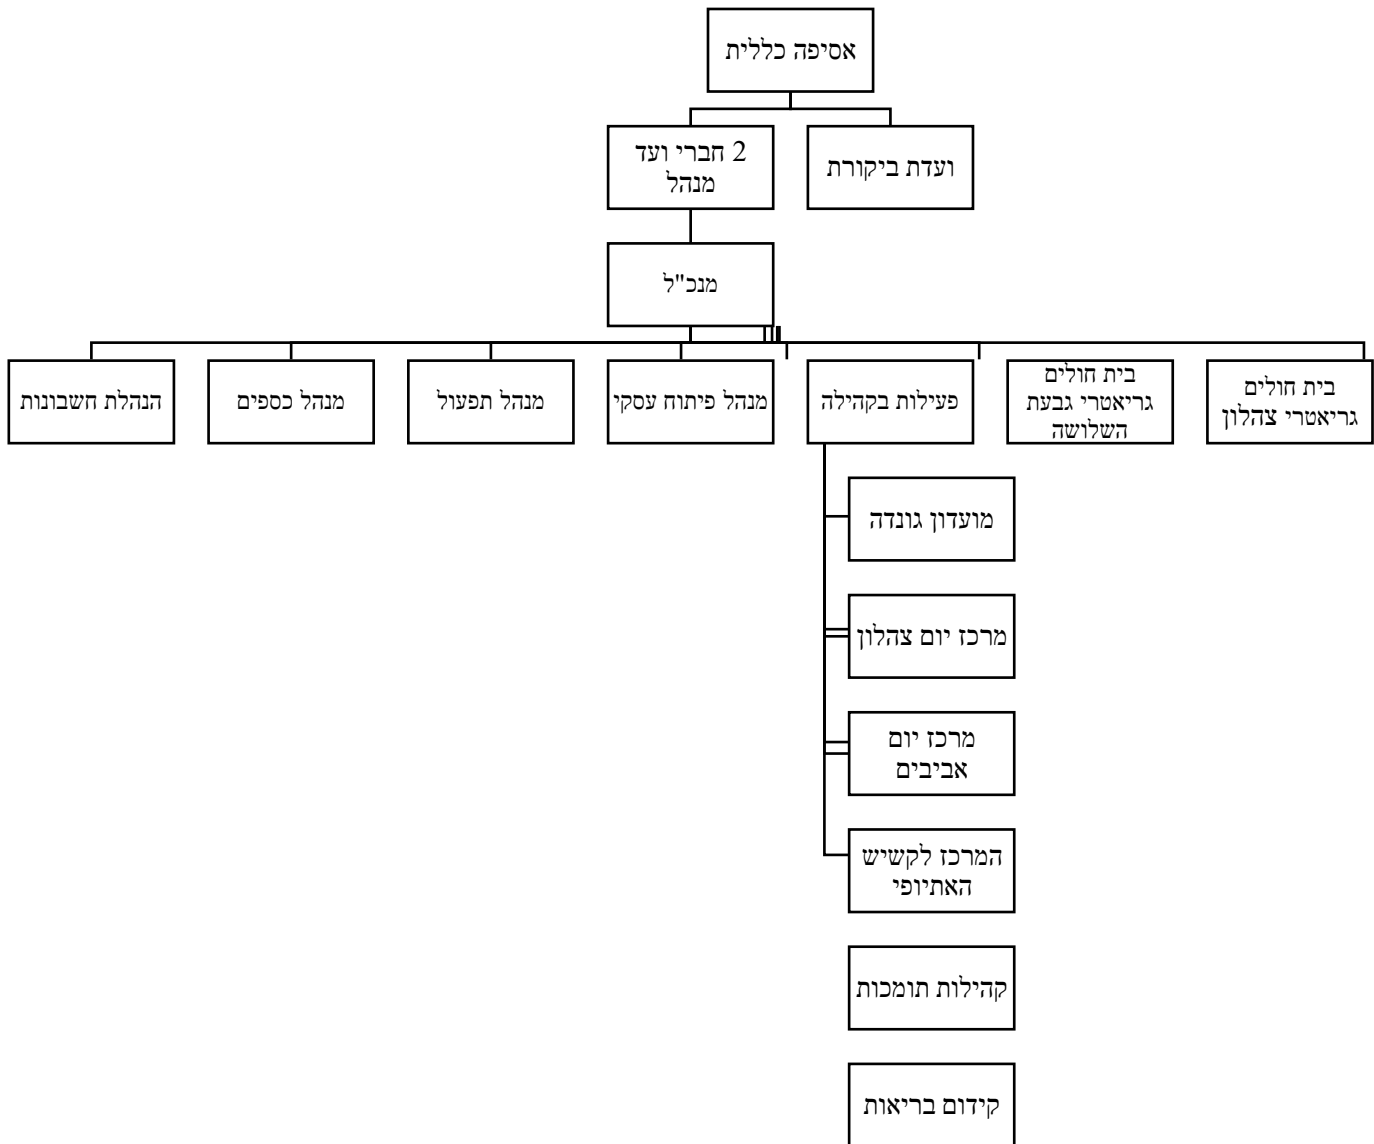 אסיפה כללית
ועדת ביקורת
2 חברי ועד
מנהל
מנכ"ל
בית חולים
גריאטרי צהלון
בית חולים
גריאטרי גבעת
השלושה
פעילות בקהילה
מנהל פיתוח עסקי
מנהל תפעול
מנהל כספים
הנהלת חשבונות
מועדון גונדה
מרכז יום צהלון
מרכז יום
אביבים
המרכז לקשיש
האתיופי
קהילות תומכות
קידום בריאות